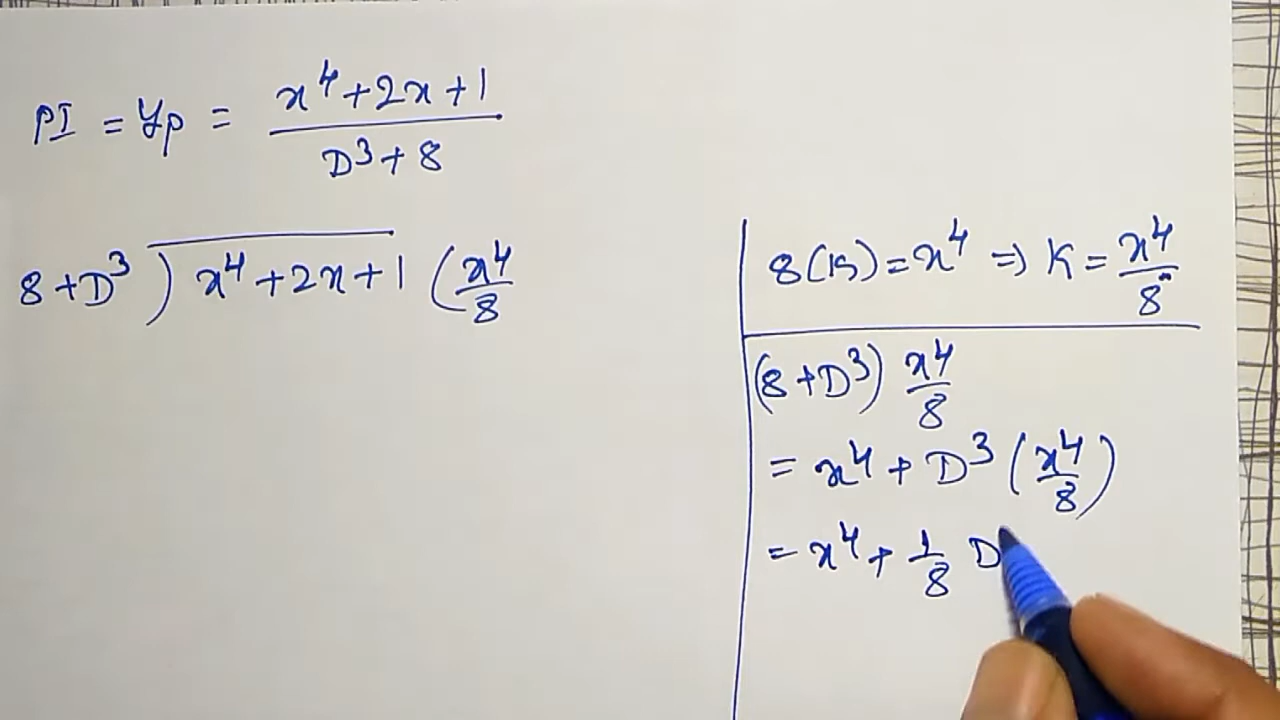 PI = yp = (x⁴+2x+1)/(D³+8)
8+D³ ) x⁴+2x+1 ( x⁴/8
8(K)=x⁴ ⇒ K = x⁴/8
(8+D³) x⁴/8
= x⁴ + D³ (x⁴/8)
= x⁴ + 1/8 D